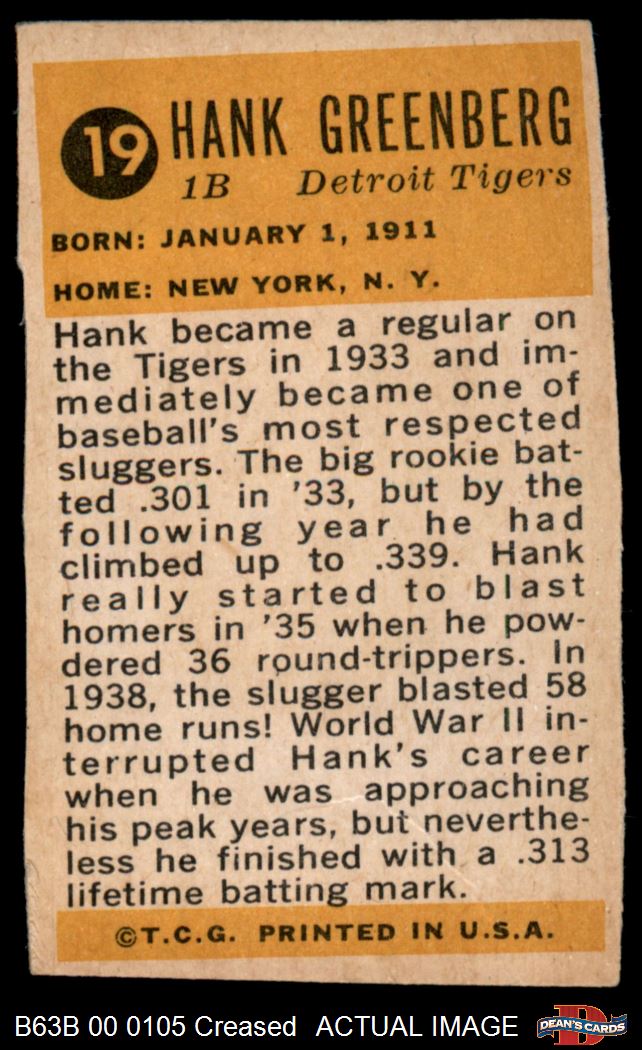 19 HANK GREENBERG
1B Detroit Tigers
BORN: JANUARY 1, 1911
HOME: NEW YORK, N. Y.
Hank became a regular on
the Tigers in 1933 and im-
mediately became one of
baseball's most respected
sluggers. The big rookie bat-
ted .301 in '33, but by the
following year he had
climbed up to .339. Hank
really started to blast
homers in '35 when he pow-
dered 36 round-trippers. In
1938, the slugger blasted 58
home runs! World War II in-
terrupted Hank's career
when he was approaching
his peak years, but neverthe-
less he finished with a .313
lifetime batting mark.
©T.C.G. PRINTED IN U.S.A.
B63B 00 0105 Creased ACTUAL IMAGE
D
DEAN'S CARDS